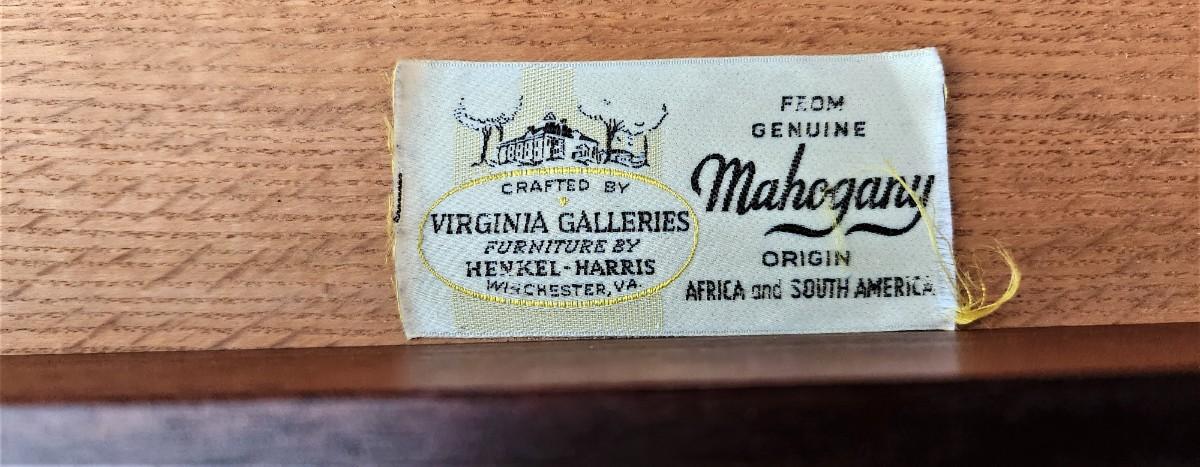 CRAFTED BY
VIRGINIA GALLERIES
FURNITURE BY
HENKEL-HARRIS
WINCHESTER, VA.
FROM
GENUINE
Mahogany
ORIGIN
AFRICA and SOUTH AMERICA